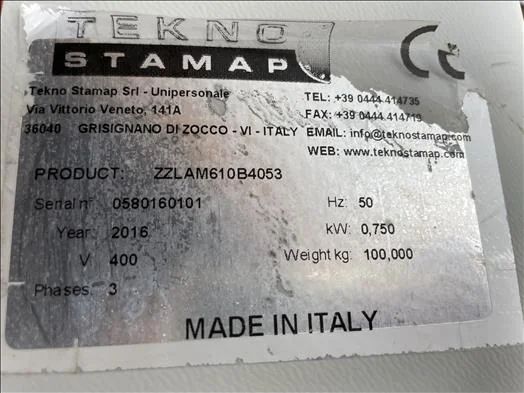 TEKNO
STAMAP
CE
Tekno Stamap Srl - Unipersonale
Via Vittorio Veneto, 141A
36040 GRISIGNANO DI ZOCCO - VI - ITALY
TEL: +39 0444 414735
FAX: +39 0444 414719
EMAIL: info@teknostamap.com
WEB: www.teknostamap.com
PRODUCT: ZZLAM610B4053
Serial n° 0580160101
Hz: 50
Year: 2016
kW: 0,750
V 400
Weight kg: 100,000
Phases: 3
MADE IN ITALY